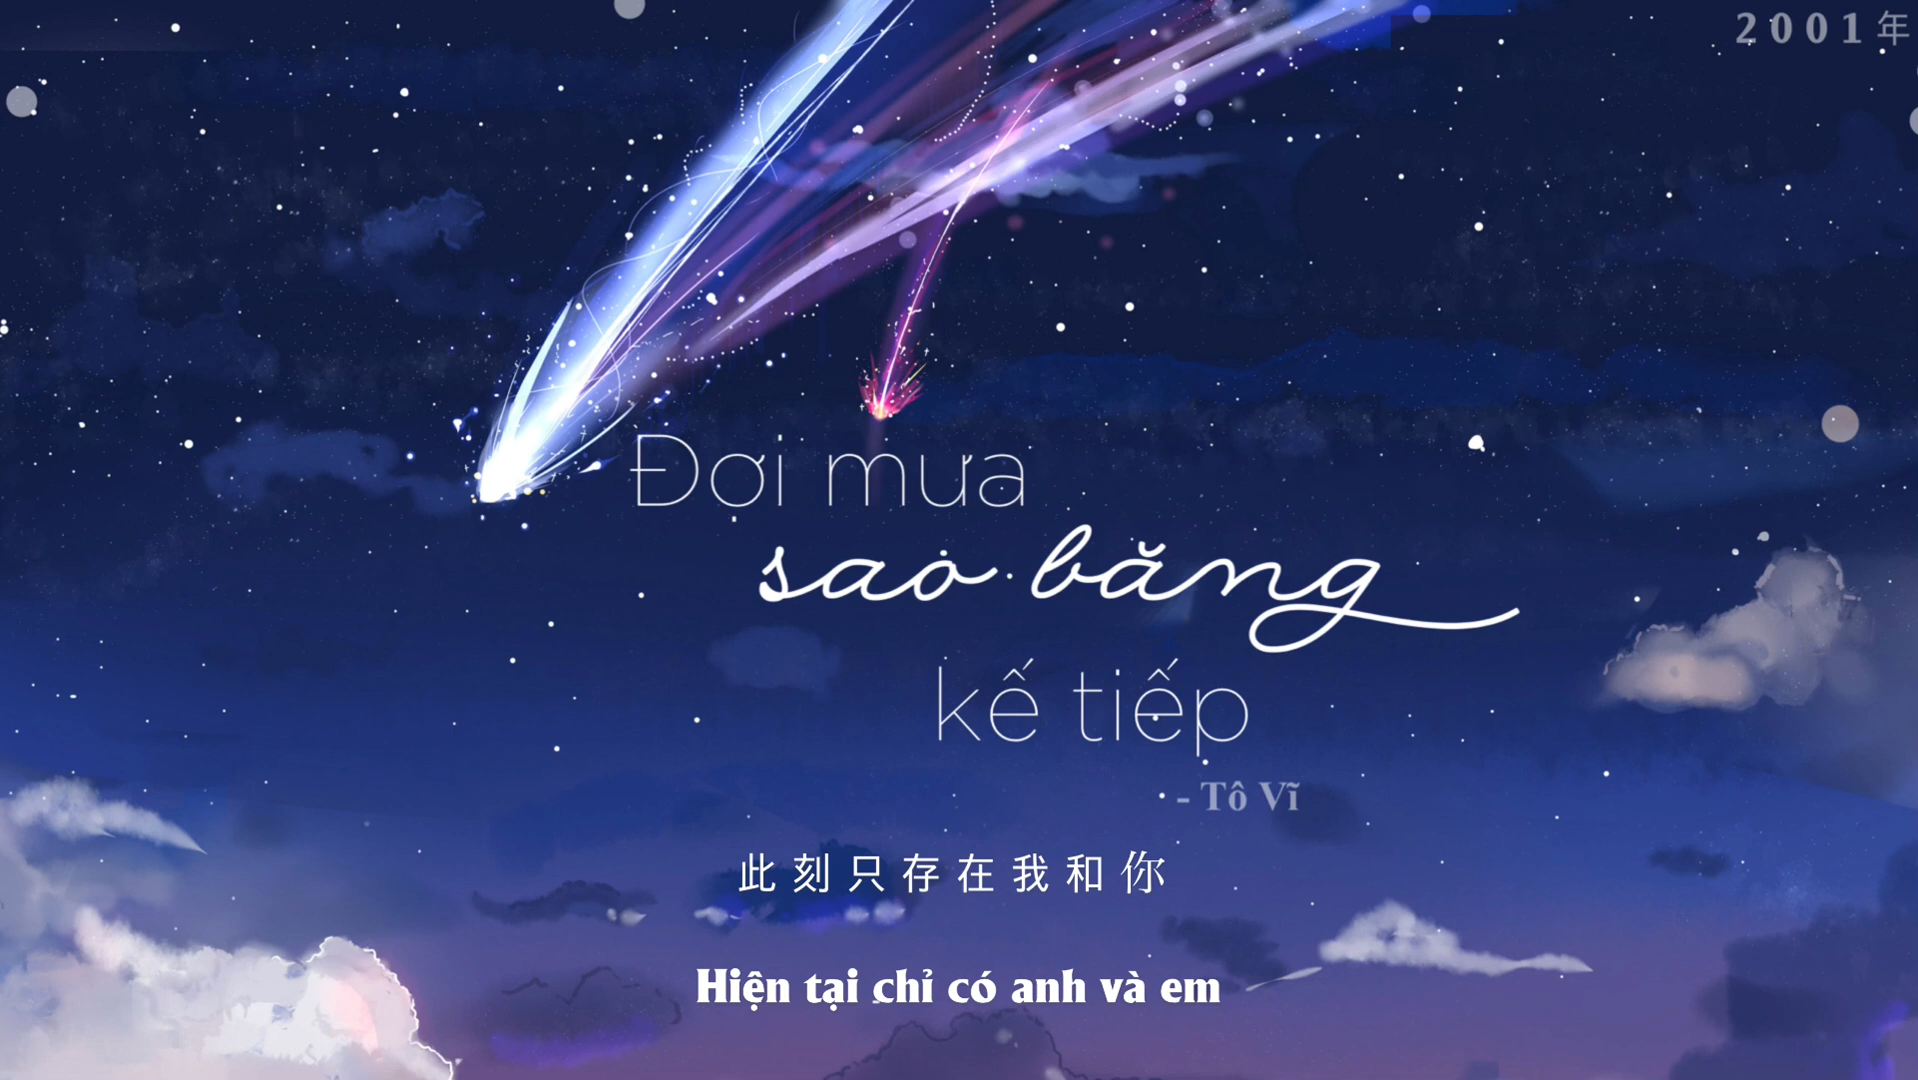 2001年
Đợi mưa
sao băng
kế tiếp
- Tô Vĩ
此刻只存在我和你
Hiện tại chỉ có anh và em